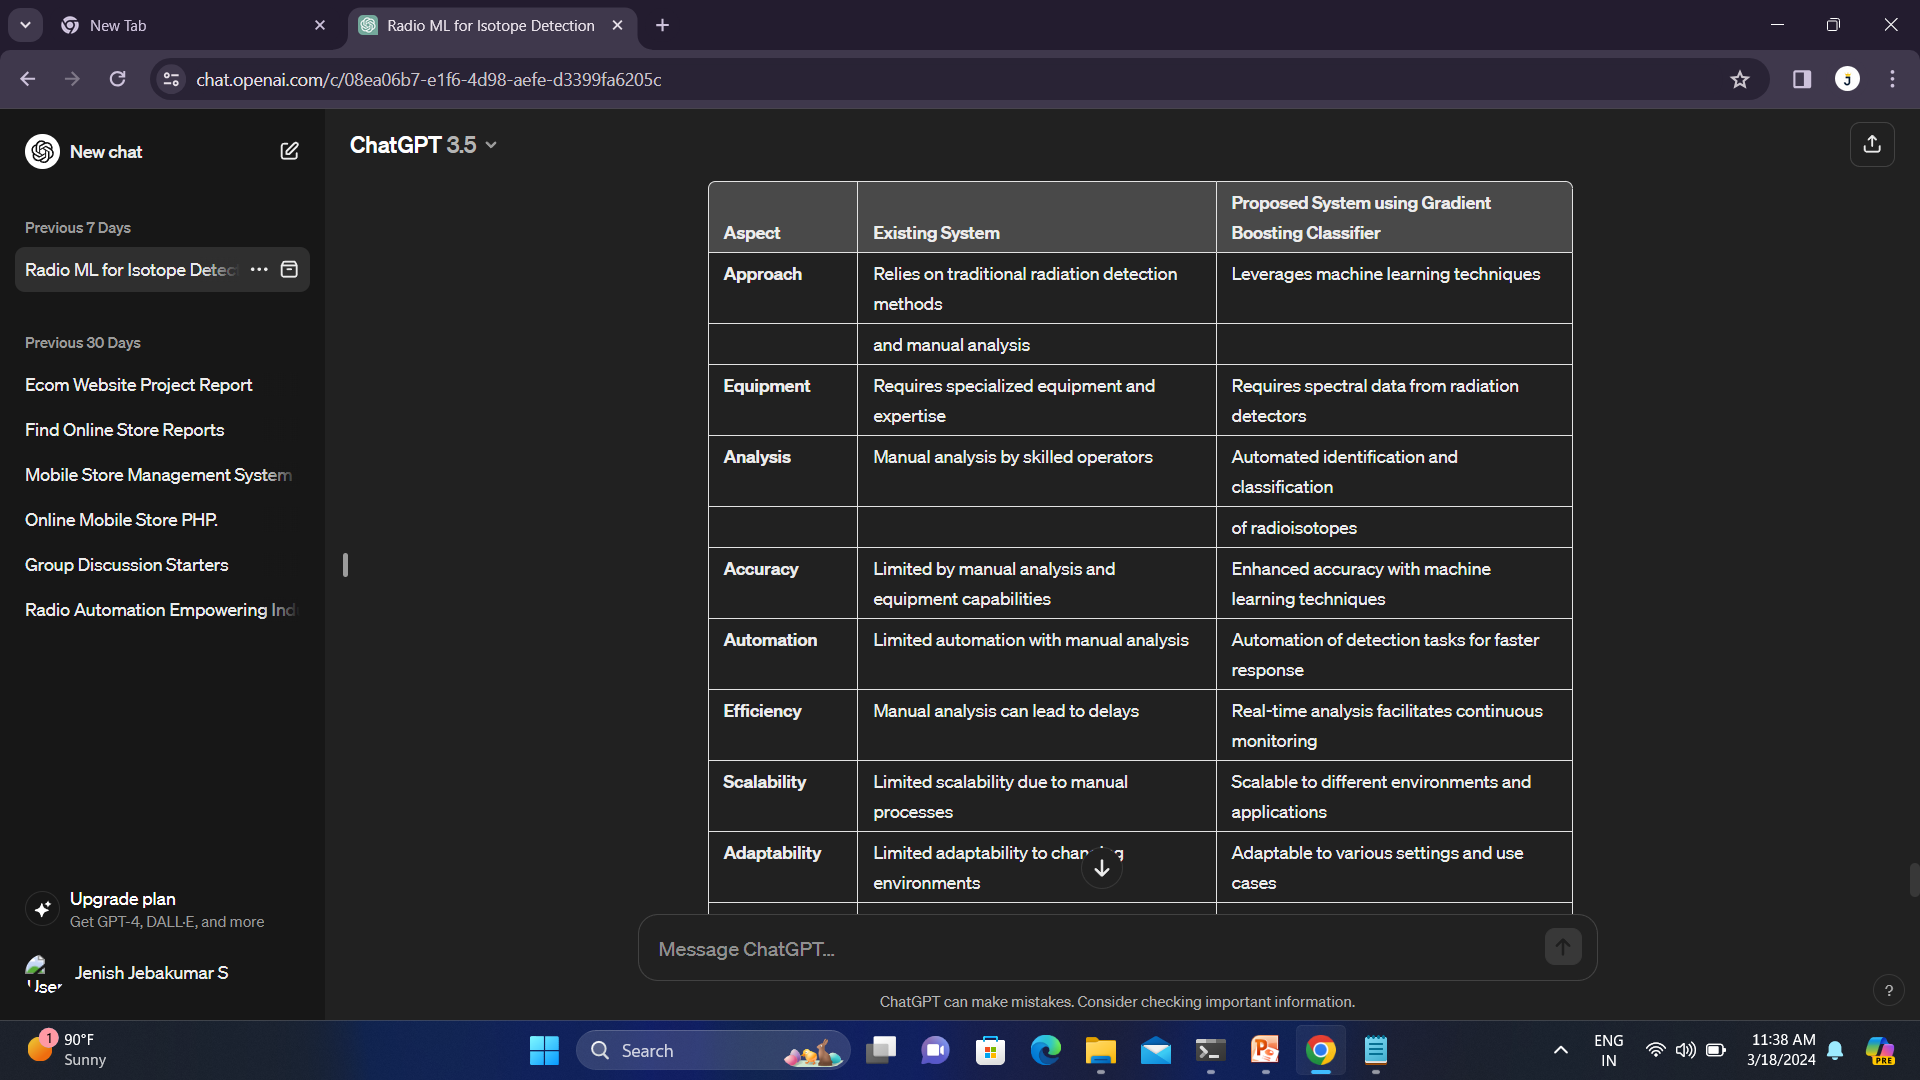 New Tab
Radio ML for Isotope Detection
chat.openai.com/c/08ea06b7-e1f6-4d98-aefe-d3399fa6205c
J
New chat
ChatGPT 3.5
Previous 7 Days
Radio ML for Isotope Detec
Previous 30 Days
Ecom Website Project Report
Find Online Store Reports
Mobile Store Management System
Online Mobile Store PHP.
Group Discussion Starters
Radio Automation Empowering Ind
Upgrade plan
Get GPT-4, DALL·E, and more
User
Jenish Jebakumar S
Proposed System using Gradient
Aspect Existing System Boosting Classifier
Approach Relies on traditional radiation detection Leverages machine learning techniques
methods
and manual analysis
Equipment Requires specialized equipment and Requires spectral data from radiation
expertise detectors
Analysis Manual analysis by skilled operators Automated identification and
classification
of radioisotopes
Accuracy Limited by manual analysis and Enhanced accuracy with machine
equipment capabilities learning techniques
Automation Limited automation with manual analysis Automation of detection tasks for faster
response
Efficiency Manual analysis can lead to delays Real-time analysis facilitates continuous
monitoring
Scalability Limited scalability due to manual Scalable to different environments and
processes applications
Adaptability Limited adaptability to changing Adaptable to various settings and use
environments cases
Message ChatGPT...
ChatGPT can make mistakes. Consider checking important information.
?
1
90°F
Sunny
Search
PRE
ENG
IN
11:38 AM
3/18/2024